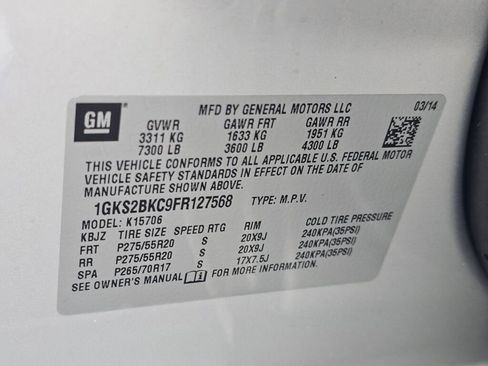 GM
MFD BY GENERAL MOTORS LLC 03/14
GVWR GAWR FRT GAWR RR
3311 KG 1633 KG 1951 KG
7300 LB 3600 LB 4300 LB
THIS VEHICLE CONFORMS TO ALL APPLICABLE U.S. FEDERAL MOTOR
VEHICLE SAFETY STANDARDS IN EFFECT ON THE DATE OF
MANUFACTURE SHOWN ABOVE.
1GKS2BKC9FR127568 TYPE: M.P.V.
MODEL: K15706
KBJZ TIRE SIZE SPEED RTG RIM COLD TIRE PRESSURE
FRT P275/55R20 S 20X9J 240KPA(35PSI)
RR P275/55R20 S 20X9J 240KPA(35PSI)
SPA P265/70R17 S 17X7.5J 240KPA(35PSI)
SEE OWNER'S MANUAL